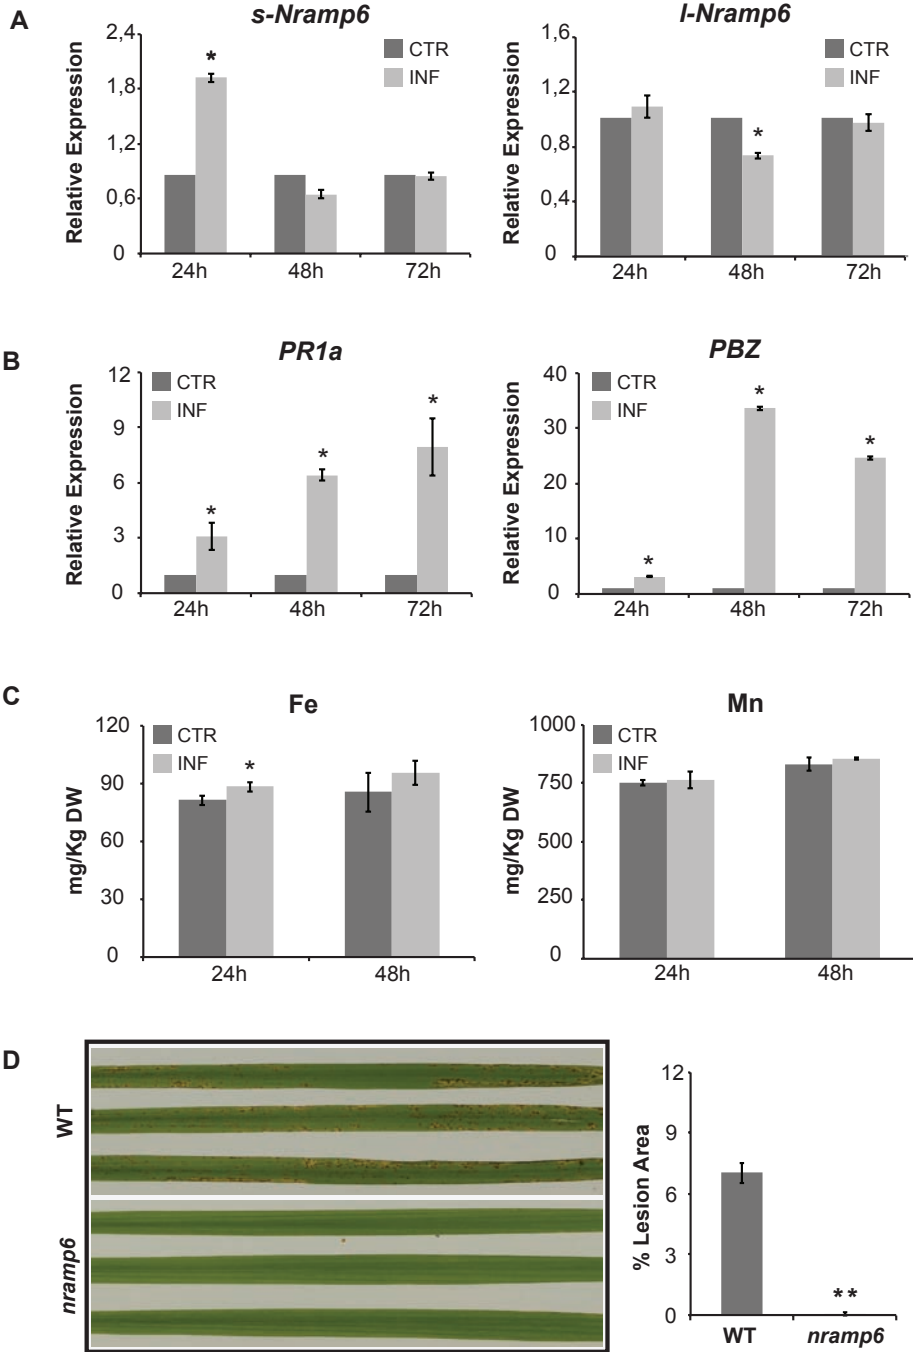 A
s-Nramp6
l-Nramp6
Relative Expression
2,4
1,8
1,2
0,6
0
*
CTR
INF
24h
48h
72h
Relative Expression
1,6
1,2
0,8
0,4
0
*
CTR
INF
24h
48h
72h
B
PR1a
PBZ
Relative Expression
12
9
6
3
0
CTR
INF
*
*
*
24h
48h
72h
Relative Expression
40
30
20
10
0
CTR
INF
*
*
*
24h
48h
72h
C
Fe
Mn
mg/Kg DW
120
90
60
30
0
CTR
INF
*
24h
48h
mg/Kg DW
1000
750
500
250
0
CTR
INF
24h
48h
D
WT
nramp6
% Lesion Area
12
9
6
3
0
**
WT
nramp6